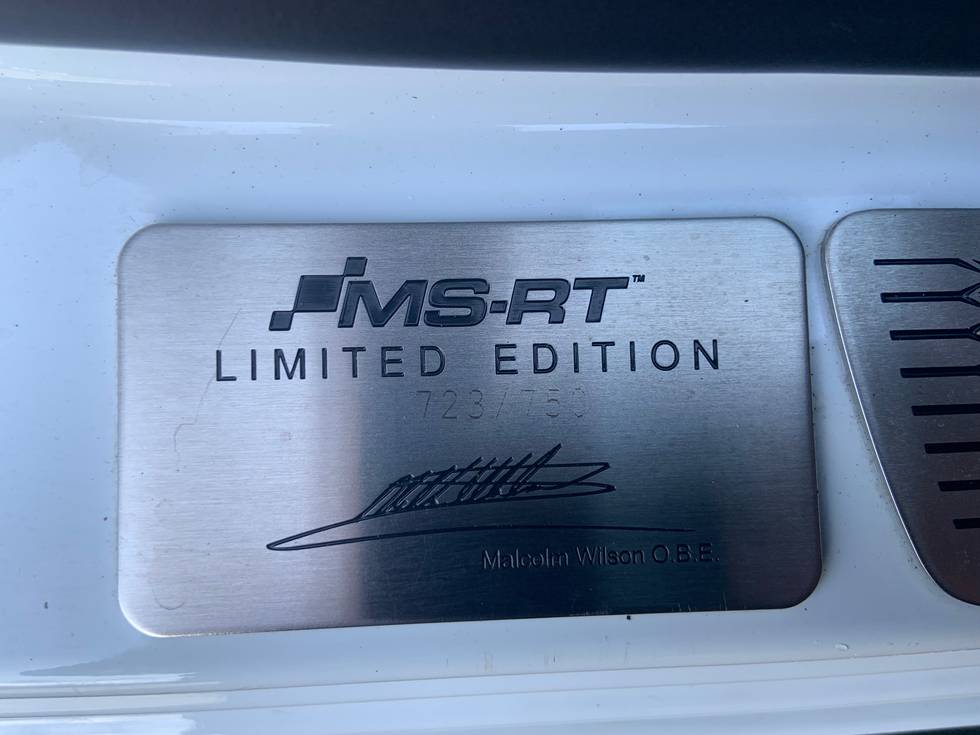 MS-RT™
LIMITED EDITION
723/750
Malcolm Wilson O.B.E.